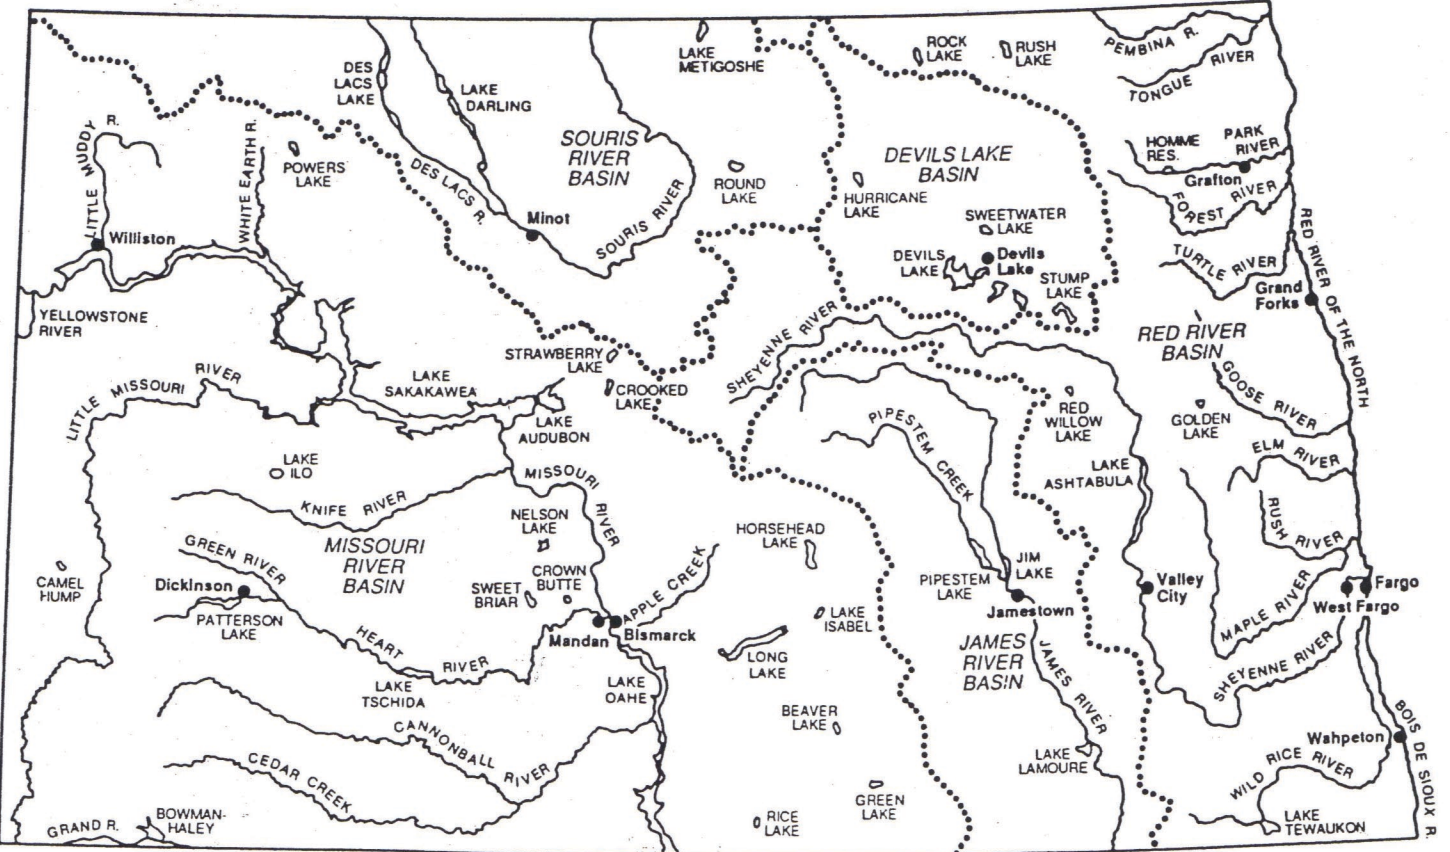 PEMBINA R.
TONGUE RIVER
ROCK
LAKE
RUSH
LAKE
LAKE
METIGOSHE
DES
LACS
LAKE
LAKE
DARLING
SOURIS
RIVER
BASIN
DEVILS LAKE
BASIN
HOMME
RES.
PARK
RIVER
Grafton
FOREST RIVER
LITTLE MUDDY R.
WHITE EARTH R.
POWERS
LAKE
DES LACS R.
Minot
SOURIS RIVER
ROUND
LAKE
HURRICANE
LAKE
SWEETWATER
LAKE
DEVILS
LAKE
Devils
Lake
STUMP
LAKE
TURTLE RIVER
Grand
Forks
RED RIVER OF THE NORTH
Williston
YELLOWSTONE
RIVER
RED RIVER
BASIN
SHEYENNE RIVER
STRAWBERRY
LAKE
CROOKED
LAKE
LITTLE MISSOURI RIVER
LAKE
SAKAKAWEA
LAKE
AUDUBON
GOOSE RIVER
RED
WILLOW
LAKE
GOLDEN
LAKE
PIPESTEM CREEK
ELM RIVER
LAKE
ASHTABULA
LAKE
ILO
KNIFE RIVER
MISSOURI RIVER
NELSON
LAKE
HORSEHEAD
LAKE
RUSH RIVER
GREEN RIVER
MISSOURI
RIVER
BASIN
CAMEL
HUMP
Dickinson
PATTERSON
LAKE
SWEET
BRIAR
CROWN
BUTTE
APPLE CREEK
Mandan
Bismarck
PIPESTEM
LAKE
JIM
LAKE
Jamestown
Valley
City
Fargo
West Fargo
MAPLE RIVER
LAKE
ISABEL
LONG
LAKE
JAMES
RIVER
BASIN
JAMES RIVER
SHEYENNE RIVER
HEART RIVER
LAKE
TSCHIDA
LAKE
OAHE
BEAVER
LAKE
CANNONBALL RIVER
CEDAR CREEK
LAKE
LAMOURE
Wahpeton
BOIS DE SIOUX R.
WILD RICE RIVER
GRAND R.
BOWMAN-
HALEY
RICE
LAKE
GREEN
LAKE
LAKE
TEWAUKON